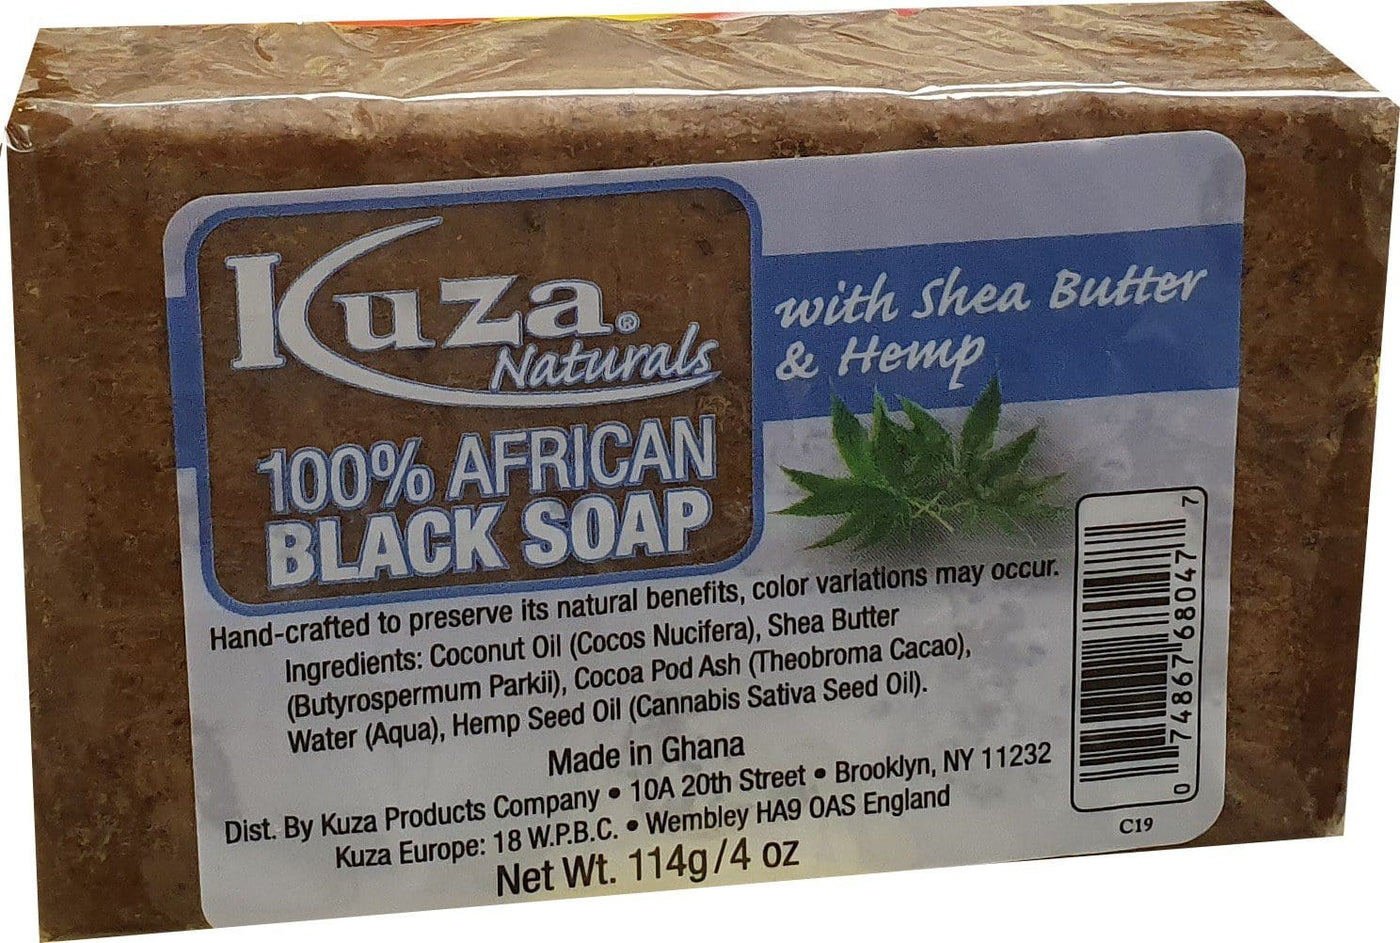 Kuza®
Naturals
100% AFRICAN
BLACK SOAP
with Shea Butter
& Hemp
Hand-crafted to preserve its natural benefits, color variations may occur.
Ingredients: Coconut Oil (Cocos Nucifera), Shea Butter
(Butyrospermum Parkii), Cocoa Pod Ash (Theobroma Cacao),
Water (Aqua), Hemp Seed Oil (Cannabis Sativa Seed Oil).
Made in Ghana
Dist. By Kuza Products Company • 10A 20th Street • Brooklyn, NY 11232
Kuza Europe: 18 W.P.B.C. • Wembley HA9 OAS England
Net Wt. 114g/4 oz
0 74867 68047 7
C19